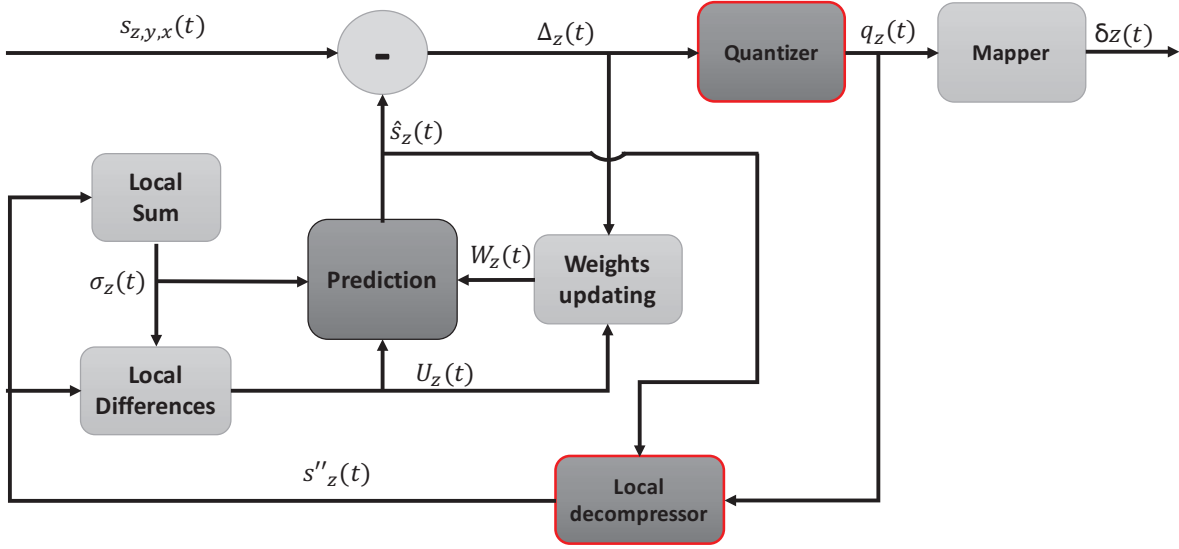 s_{z,y,x}(t)
-
Δ_z(t)
Quantizer
q_z(t)
Mapper
δz(t)
ŝ_z(t)
Local
Sum
σ_z(t)
Prediction
W_z(t)
Weights
updating
Local
Differences
U_z(t)
s''_z(t)
Local
decompressor